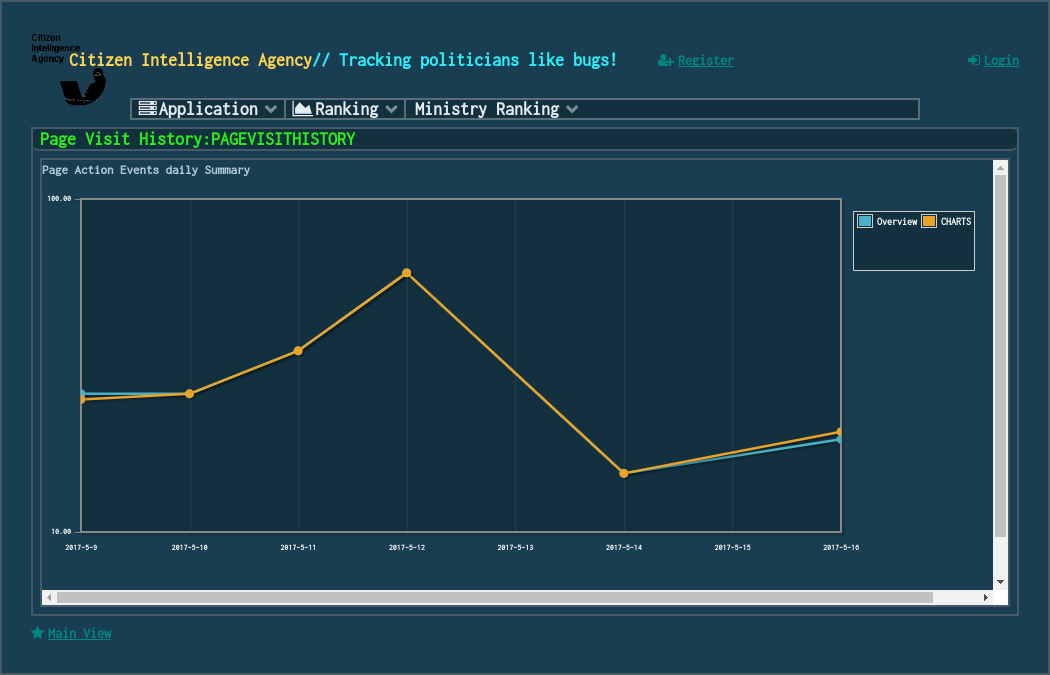 Citizen
Intelligence
Agency
Citizen Intelligence Agency// Tracking politicians like bugs!
Register
Login
Application
Ranking
Ministry Ranking
Page Visit History:PAGEVISITHISTORY
Page Action Events daily Summary
100.00
Overview
CHARTS
10.00
2017-5-9 2017-5-10 2017-5-11 2017-5-12 2017-5-13 2017-5-14 2017-5-15 2017-5-16
Main View